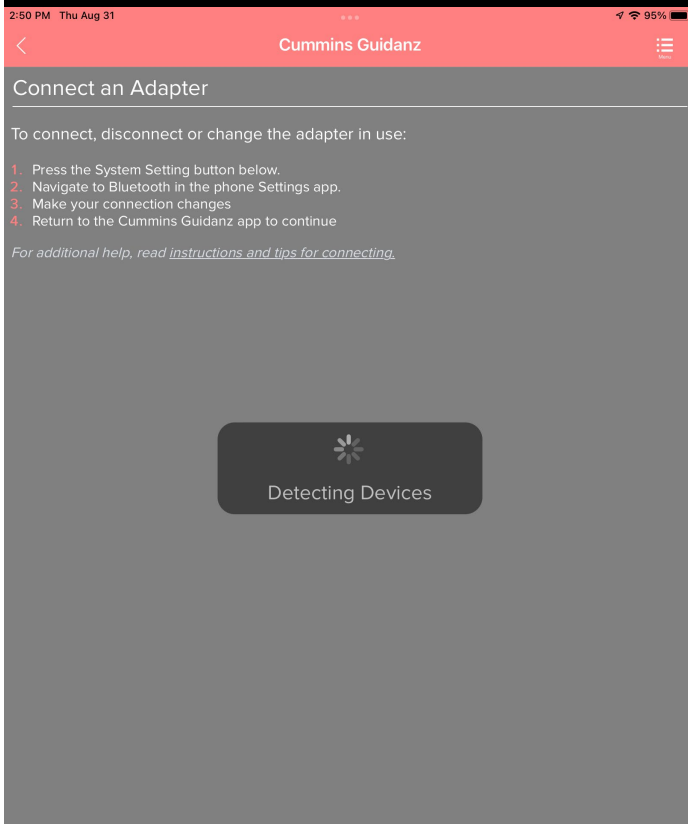 2:50 PM Thu Aug 31
95%
Cummins Guidanz
Menu
Connect an Adapter
To connect, disconnect or change the adapter in use:
1. Press the System Setting button below.
2. Navigate to Bluetooth in the phone Settings app.
3. Make your connection changes
4. Return to the Cummins Guidanz app to continue
For additional help, read instructions and tips for connecting.
Detecting Devices